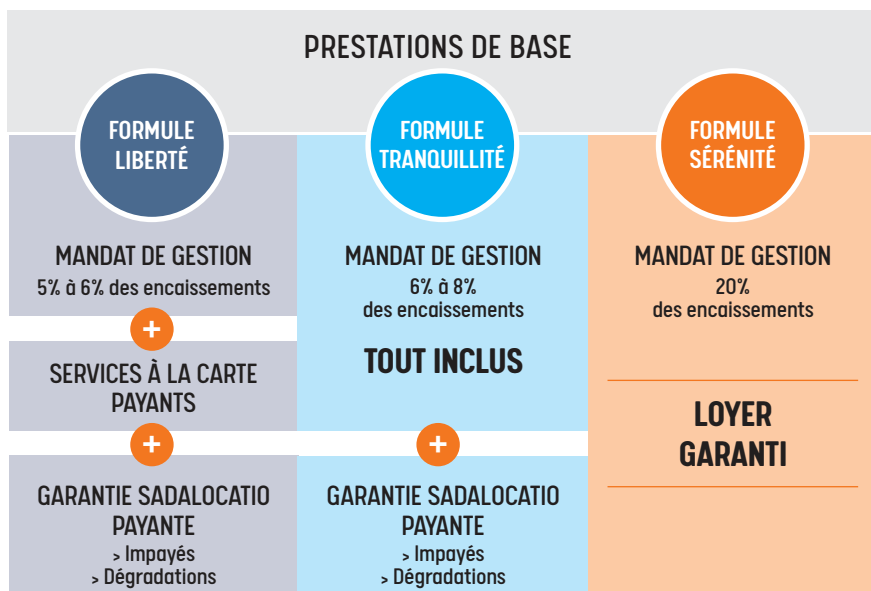 PRESTATIONS DE BASE
FORMULE
LIBERTÉ
MANDAT DE GESTION
5% à 6% des encaissements
+
SERVICES À LA CARTE
PAYANTS
+
GARANTIE SADALOCATIO
PAYANTE
> Impayés
> Dégradations
FORMULE
TRANQUILLITÉ
MANDAT DE GESTION
6% à 8%
des encaissements
TOUT INCLUS
+
GARANTIE SADALOCATIO
PAYANTE
> Impayés
> Dégradations
FORMULE
SÉRÉNITÉ
MANDAT DE GESTION
20%
des encaissements
LOYER
GARANTI